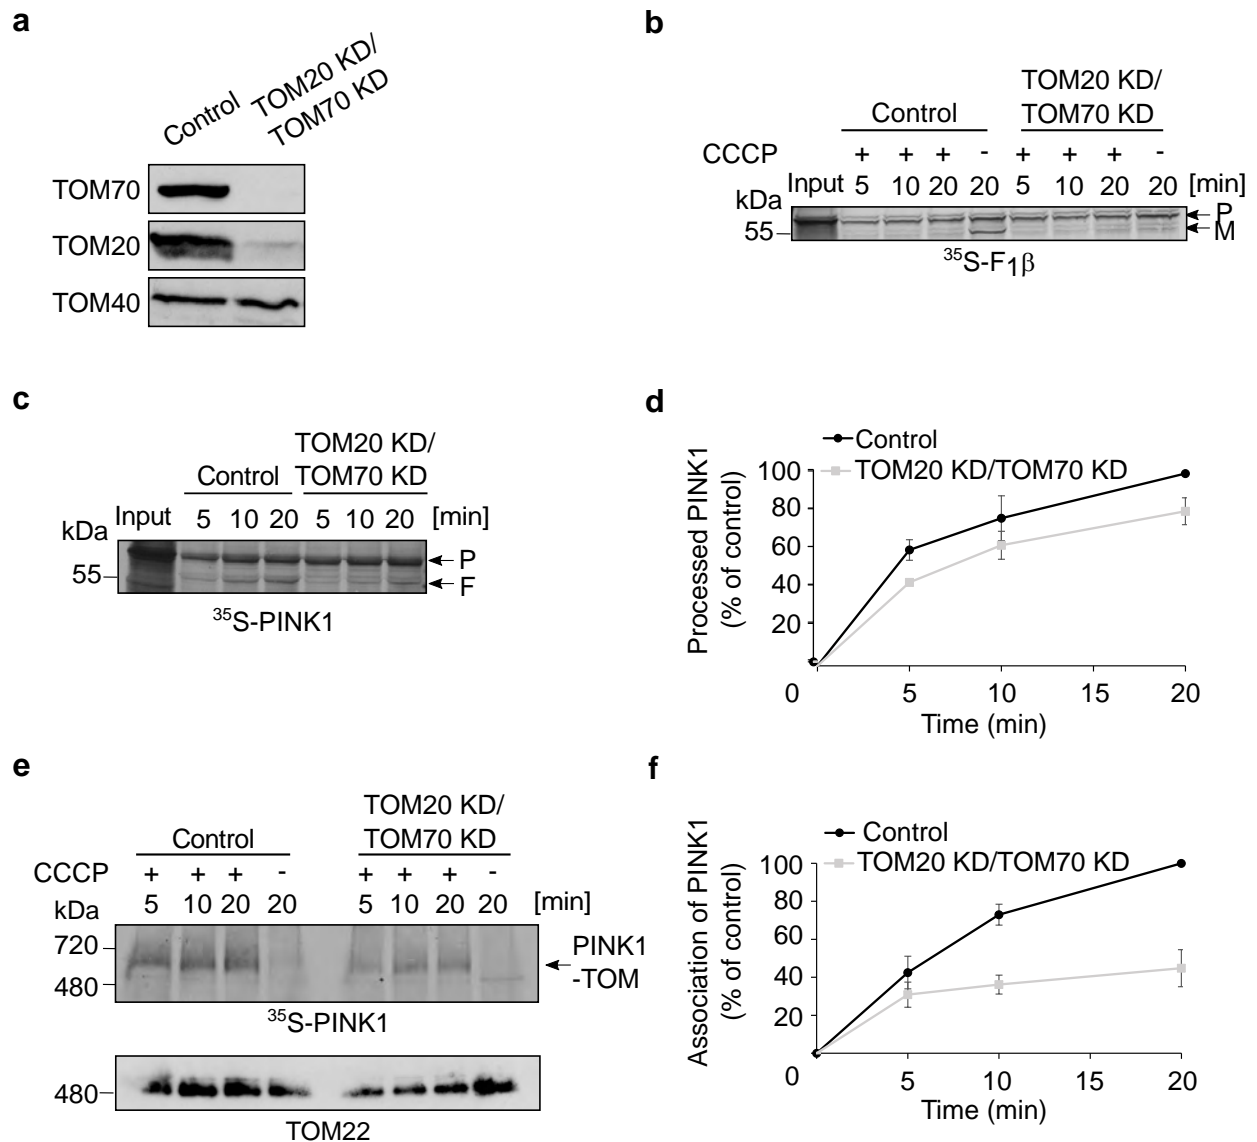 a
Control
TOM20 KD/
TOM70 KD
TOM70
TOM20
TOM40
b
TOM20 KD/
Control TOM70 KD
CCCP + + + - + + + -
kDa Input 5 10 20 20 5 10 20 20 [min]
P
55 M
³⁵S-F₁β
c
TOM20 KD/
Control TOM70 KD
kDa Input 5 10 20 5 10 20 [min]
P
55
F
³⁵S-PINK1
d
Control
TOM20 KD/TOM70 KD
Processed PINK1
(% of control)
100
80
60
40
20
0 5 10 15 20
Time (min)
e
TOM20 KD/
Control TOM70 KD
CCCP + + + - + + + -
kDa 5 10 20 20 5 10 20 20 [min]
720 PINK1
480 -TOM
³⁵S-PINK1
480
TOM22
f
Control
TOM20 KD/TOM70 KD
Association of PINK1
(% of control)
100
80
60
40
20
0 5 10 15 20
Time (min)